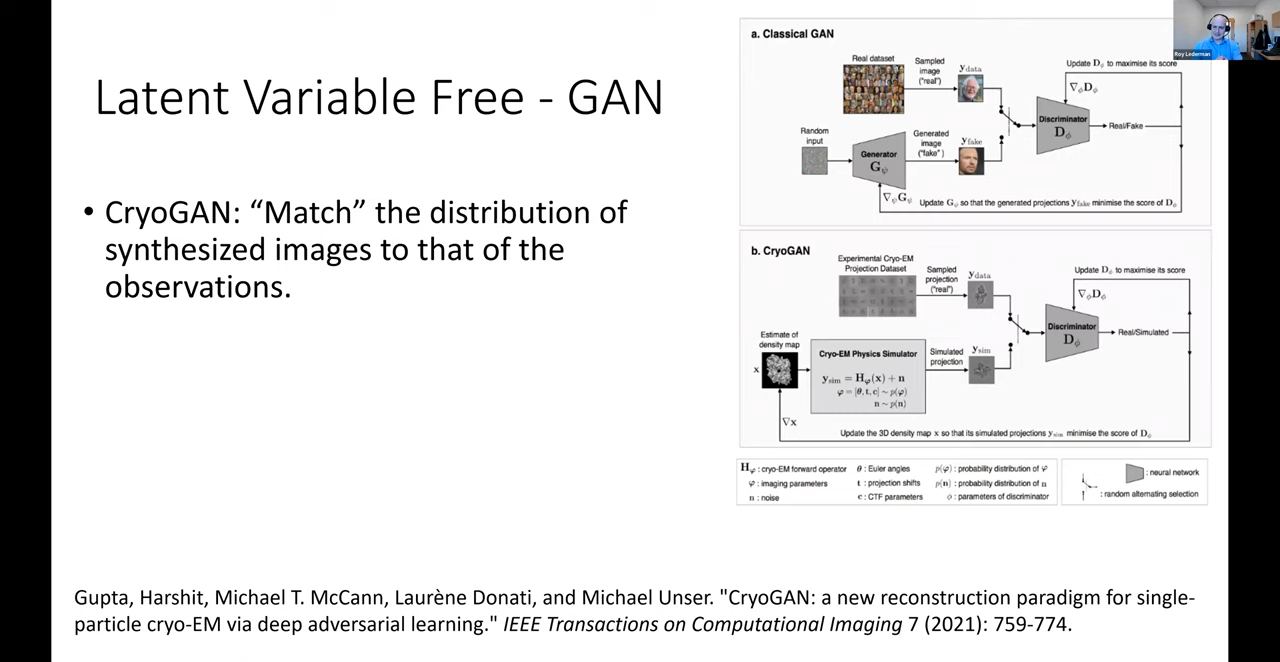 Latent Variable Free - GAN
• CryoGAN: “Match” the distribution of
synthesized images to that of the
observations.
a. Classical GAN
Real dataset
Sampled
image
("real")
y_data
Update D_ϕ to maximise its score
∇_ϕ D_ϕ
Discriminator
D_ϕ
Real/Fake
Random
input
Generator
G_ψ
Generated
image
("fake")
y_fake
∇_ψ G_ψ
Update G_ψ so that the generated projections y_fake minimise the score of D_ϕ
b. CryoGAN
Experimental Cryo-EM
Projection Dataset
Sampled
projection
("real")
y_data
Update D_ϕ to maximise its score
∇_ϕ D_ϕ
Discriminator
D_ϕ
Real/Simulated
Estimate of
density map
x
Cryo-EM Physics Simulator
y_sim = H_φ(x) + n
φ = [θ, t, c] ~ p(φ)
n ~ p(n)
Simulated
projection
y_sim
∇x
Update the 3D density map x so that its simulated projections y_sim minimise the score of D_ϕ
H_φ : cryo-EM forward operator
φ : imaging parameters
n : noise
θ : Euler angles
t : projection shifts
c : CTF parameters
p(φ) : probability distribution of φ
p(n) : probability distribution of n
ϕ : parameters of discriminator
: neural network
: random alternating selection
Gupta, Harshit, Michael T. McCann, Laurène Donati, and Michael Unser. "CryoGAN: a new reconstruction paradigm for single-
particle cryo-EM via deep adversarial learning." IEEE Transactions on Computational Imaging 7 (2021): 759-774.
Roy Lederman